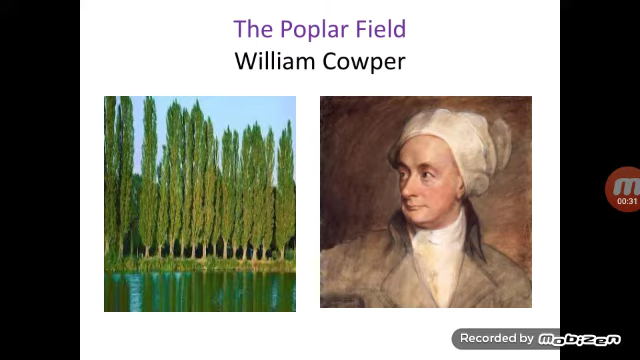 The Poplar Field
William Cowper
00:31
Recorded by mobizen